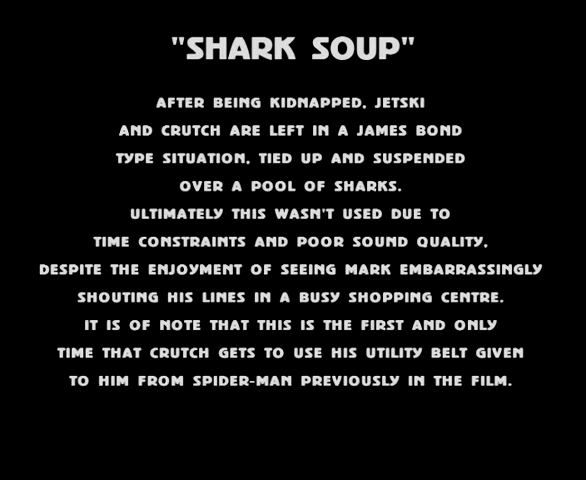 "SHARK SOUP"
AFTER BEING KIDNAPPED, JETSKI
AND CRUTCH ARE LEFT IN A JAMES BOND
TYPE SITUATION, TIED UP AND SUSPENDED
OVER A POOL OF SHARKS.
ULTIMATELY THIS WASN'T USED DUE TO
TIME CONSTRAINTS AND POOR SOUND QUALITY,
DESPITE THE ENJOYMENT OF SEEING MARK EMBARRASSINGLY
SHOUTING HIS LINES IN A BUSY SHOPPING CENTRE.
IT IS OF NOTE THAT THIS IS THE FIRST AND ONLY
TIME THAT CRUTCH GETS TO USE HIS UTILITY BELT GIVEN
TO HIM FROM SPIDER-MAN PREVIOUSLY IN THE FILM.